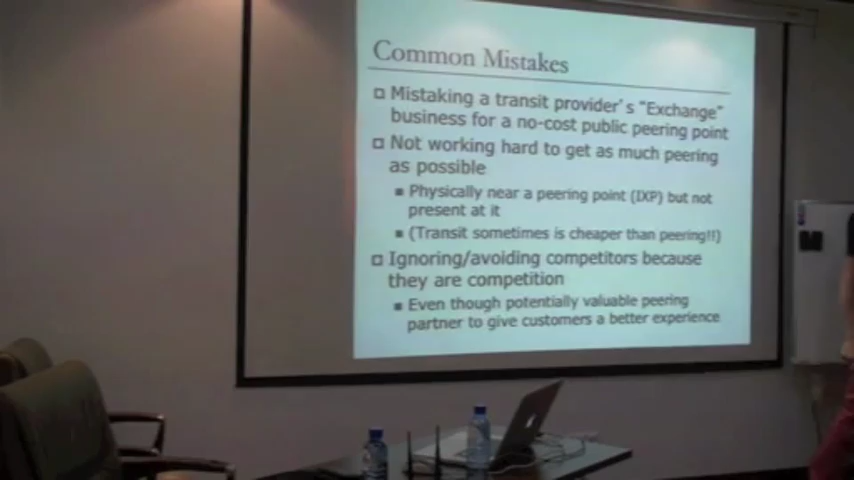 Common Mistakes
Mistaking a transit provider's "Exchange"
business for a no-cost public peering point
Not working hard to get as much peering
as possible
Physically near a peering point (IXP) but not
present at it
(Transit sometimes is cheaper than peering!!)
Ignoring/avoiding competitors because
they are competition
Even though potentially valuable peering
partner to give customers a better experience